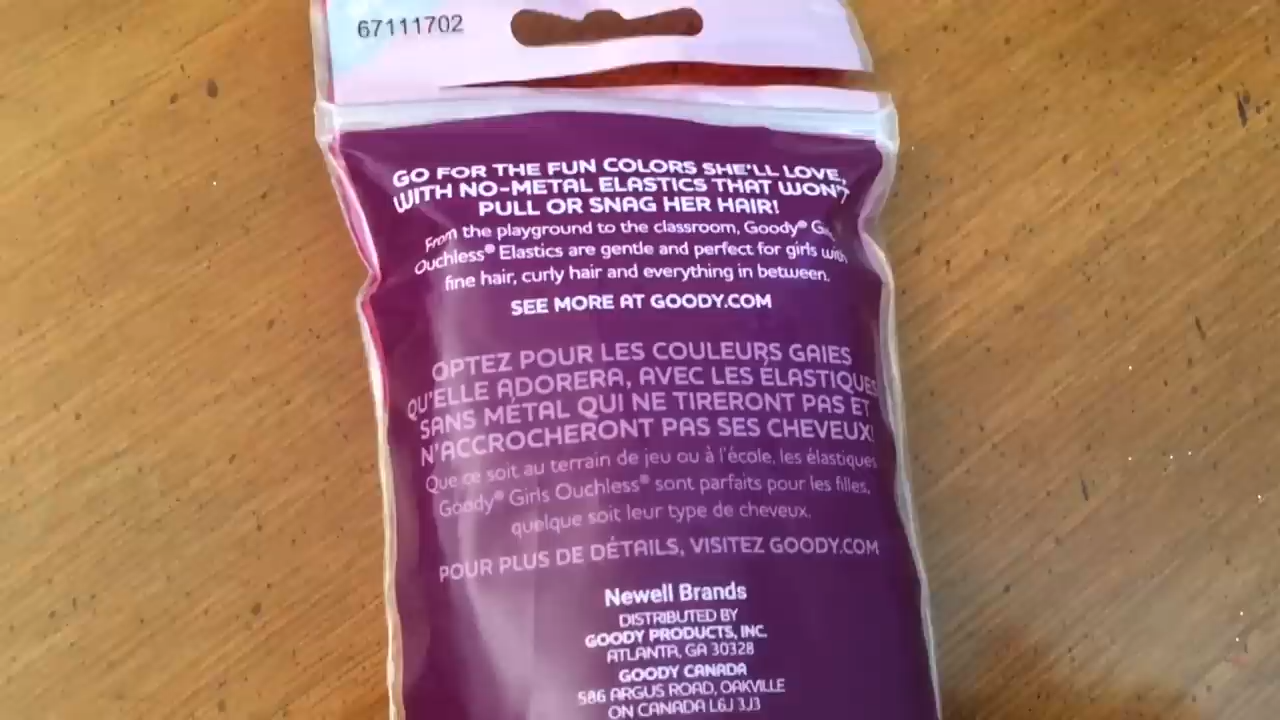 67111702
GO FOR THE FUN COLORS SHE'LL LOVE,
WITH NO-METAL ELASTICS THAT WON'T
PULL OR SNAG HER HAIR!
From the playground to the classroom, Goody®
Ouchless® Elastics are gentle and perfect for girls with
fine hair, curly hair and everything in between.
SEE MORE AT GOODY.COM
OPTEZ POUR LES COULEURS GAIES
QU'ELLE ADORERA, AVEC LES ÉLASTIQUES
SANS MÉTAL QUI NE TIRERONT PAS ET
N'ACCROCHERONT PAS SES CHEVEUX!
Que ce soit au terrain de jeu ou à l'école, les élastiques
Goody® Girls Ouchless® sont parfaits pour les filles,
quelque soit leur type de cheveux.
POUR PLUS DE DÉTAILS, VISITEZ GOODY.COM
Newell Brands
DISTRIBUTED BY
GOODY PRODUCTS, INC.
ATLANTA, GA 30328
GOODY CANADA
586 ARGUS ROAD, OAKVILLE
ON CANADA L6J 3J3